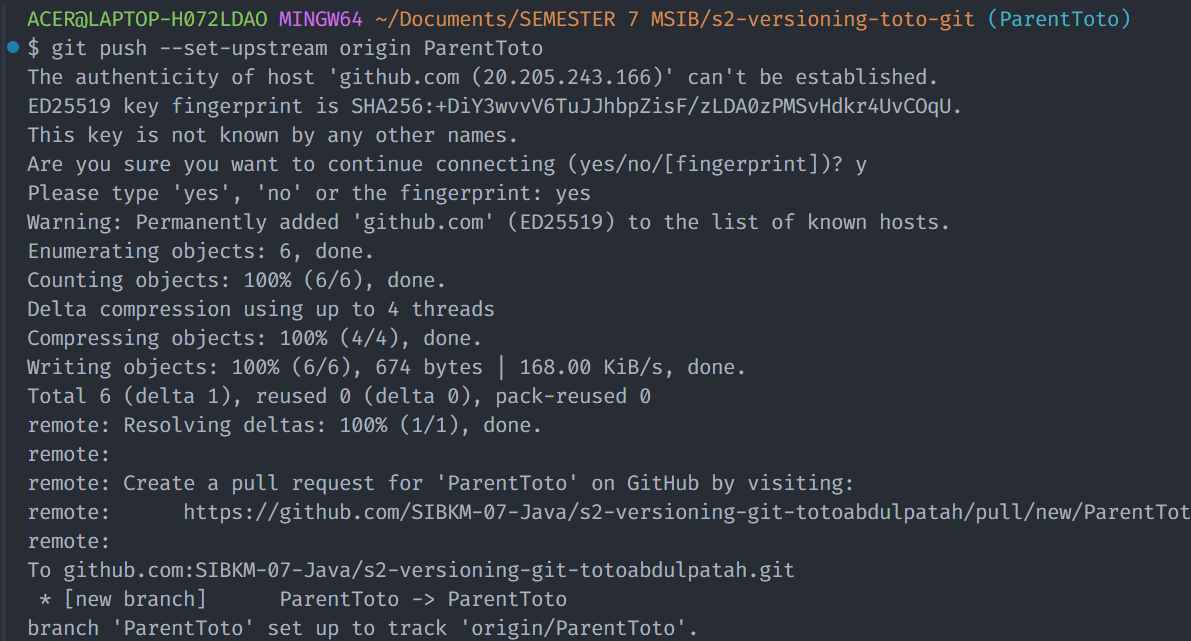 ACER@LAPTOP-H072LDAO MINGW64 ~/Documents/SEMESTER 7 MSIB/s2-versioning-toto-git (ParentToto)
$ git push --set-upstream origin ParentToto
The authenticity of host 'github.com (20.205.243.166)' can't be established.
ED25519 key fingerprint is SHA256:+DiY3wvvV6TuJJhbpZisF/zLDA0zPMSvHdkr4UvCOqU.
This key is not known by any other names.
Are you sure you want to continue connecting (yes/no/[fingerprint])? y
Please type 'yes', 'no' or the fingerprint: yes
Warning: Permanently added 'github.com' (ED25519) to the list of known hosts.
Enumerating objects: 6, done.
Counting objects: 100% (6/6), done.
Delta compression using up to 4 threads
Compressing objects: 100% (4/4), done.
Writing objects: 100% (6/6), 674 bytes | 168.00 KiB/s, done.
Total 6 (delta 1), reused 0 (delta 0), pack-reused 0
remote: Resolving deltas: 100% (1/1), done.
remote:
remote: Create a pull request for 'ParentToto' on GitHub by visiting:
remote:      https://github.com/SIBKM-07-Java/s2-versioning-git-totoabdulpatah/pull/new/ParentTot
remote:
To github.com:SIBKM-07-Java/s2-versioning-git-totoabdulpatah.git
 * [new branch]      ParentToto -> ParentToto
branch 'ParentToto' set up to track 'origin/ParentToto'.